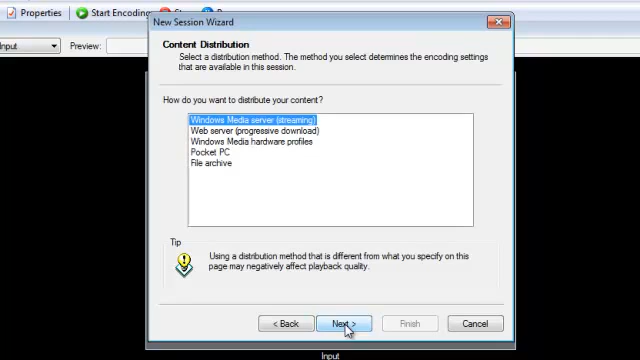 Properties Start Encoding
New Session Wizard
Input Preview:
Content Distribution
Select a distribution method. The method you select determines the encoding settings
that are available in this session.
How do you want to distribute your content?
Windows Media server (streaming)
Web server (progressive download)
Windows Media hardware profiles
Pocket PC
File archive
Tip
Using a distribution method that is different from what you specify on this
page may negatively affect playback quality.
< Back Next > Finish Cancel
Input